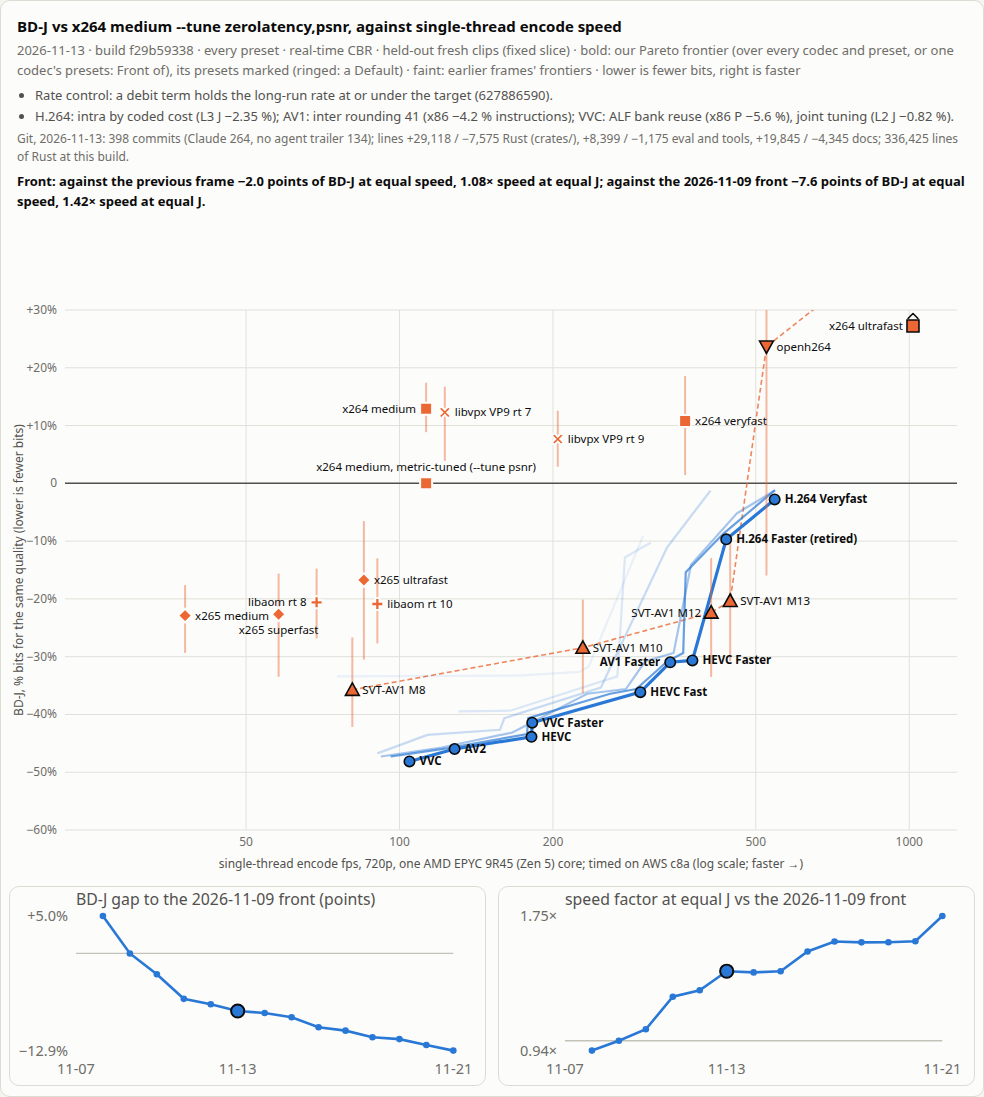 BD-J vs x264 medium --tune zerolatency,psnr, against single-thread encode speed
2026-11-13 · build f29b59338 · every preset · real-time CBR · held-out fresh clips (fixed slice) · bold: our Pareto frontier (over every codec and preset, or one
codec's presets: Front of), its presets marked (ringed: a Default) · faint: earlier frames' frontiers · lower is fewer bits, right is faster
• Rate control: a debit term holds the long-run rate at or under the target (627886590).
• H.264: intra by coded cost (L3 J −2.35 %); AV1: inter rounding 41 (x86 −4.2 % instructions); VVC: ALF bank reuse (x86 P −5.6 %), joint tuning (L2 J −0.82 %).
Git, 2026-11-13: 398 commits (Claude 264, no agent trailer 134); lines +29,118 / −7,575 Rust (crates/), +8,399 / −1,175 eval and tools, +19,845 / −4,345 docs; 336,425 lines
of Rust at this build.
Front: against the previous frame −2.0 points of BD-J at equal speed, 1.08× speed at equal J; against the 2026-11-09 front −7.6 points of BD-J at equal
speed, 1.42× speed at equal J.
+30%
x264 ultrafast
openh264
+20%
x264 medium
libvpx VP9 rt 7
x264 veryfast
+10%
libvpx VP9 rt 9
x264 medium, metric-tuned (--tune psnr)
0
H.264 Veryfast
H.264 Faster (retired)
−10%
x265 ultrafast
libaom rt 8
libaom rt 10
SVT-AV1 M13
−20%
x265 medium
SVT-AV1 M12
x265 superfast
SVT-AV1 M10
−30%
AV1 Faster
HEVC Faster
SVT-AV1 M8
HEVC Fast
−40%
VVC Faster
HEVC
AV2
VVC
−50%
−60%
BD-J, % bits for the same quality (lower is fewer bits)
50
100
200
500
1000
single-thread encode fps, 720p, one AMD EPYC 9R45 (Zen 5) core; timed on AWS c8a (log scale; faster →)
BD-J gap to the 2026-11-09 front (points)
+5.0%
−12.9%
11-07
11-13
11-21
speed factor at equal J vs the 2026-11-09 front
1.75×
0.94×
11-07
11-13
11-21